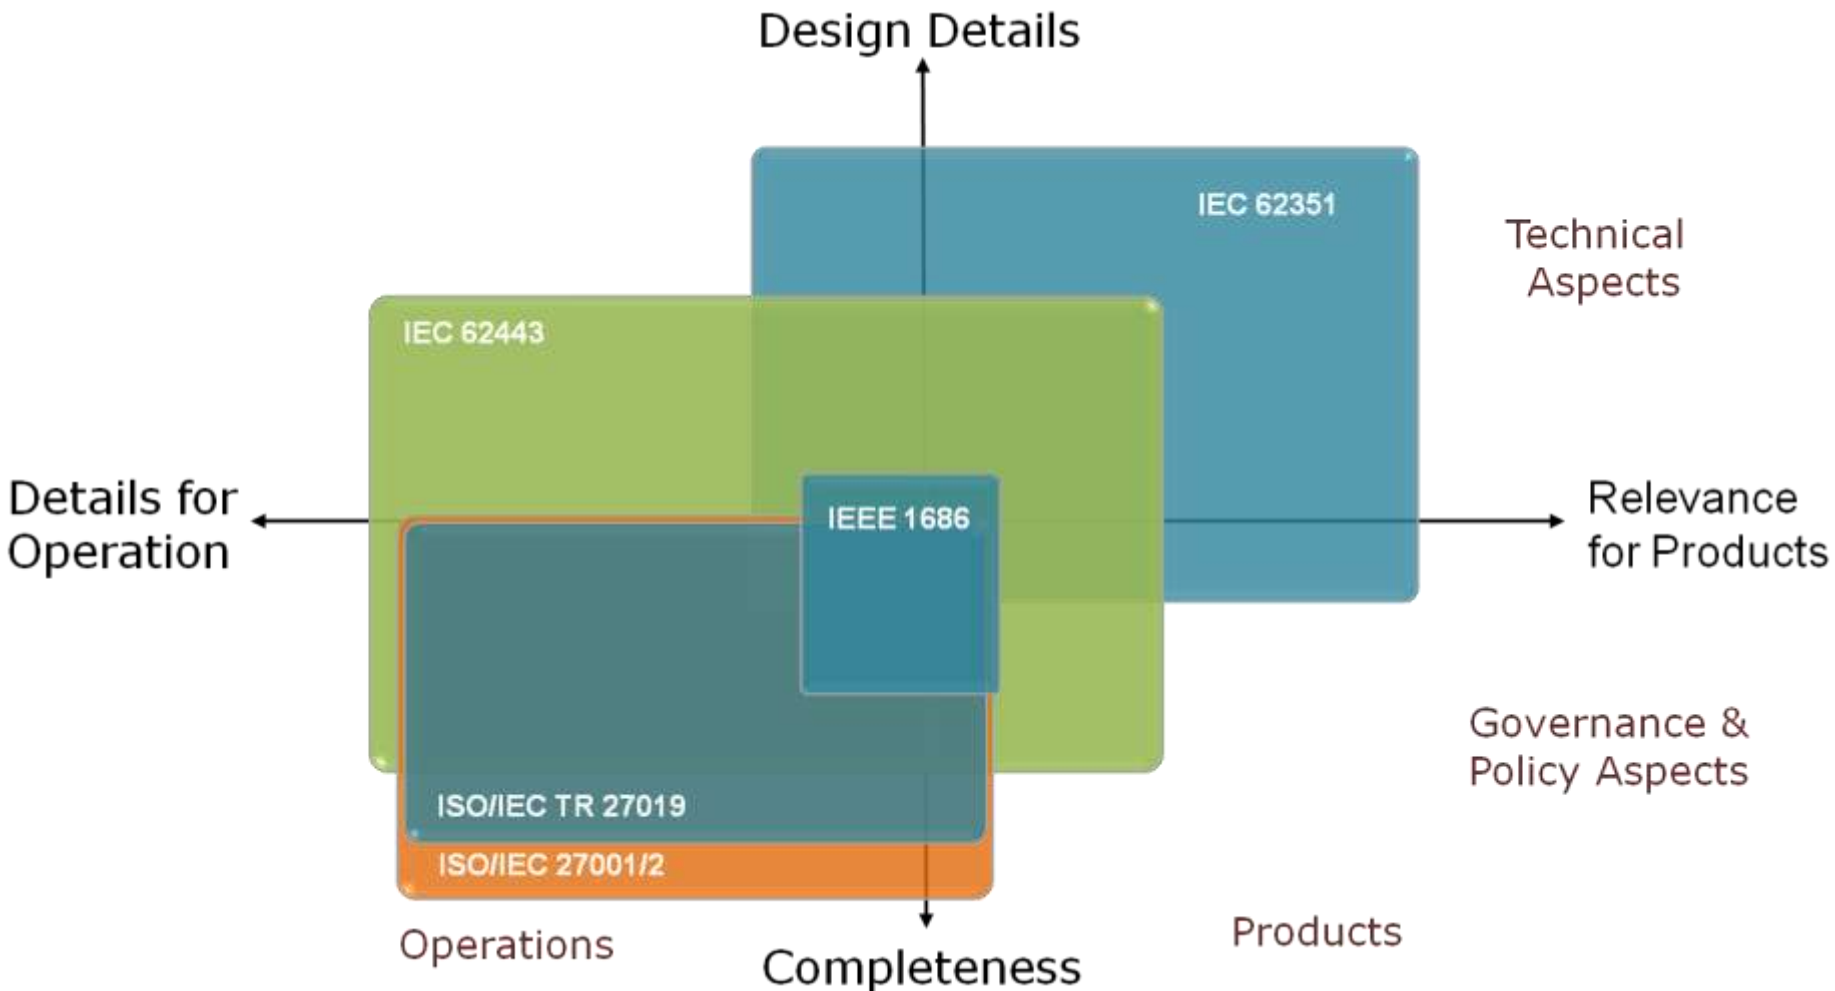 Design Details
IEC 62351
Technical
Aspects
IEC 62443
Details for
Operation
IEEE 1686
Relevance
for Products
Governance &
Policy Aspects
ISO/IEC TR 27019
ISO/IEC 27001/2
Operations
Products
Completeness